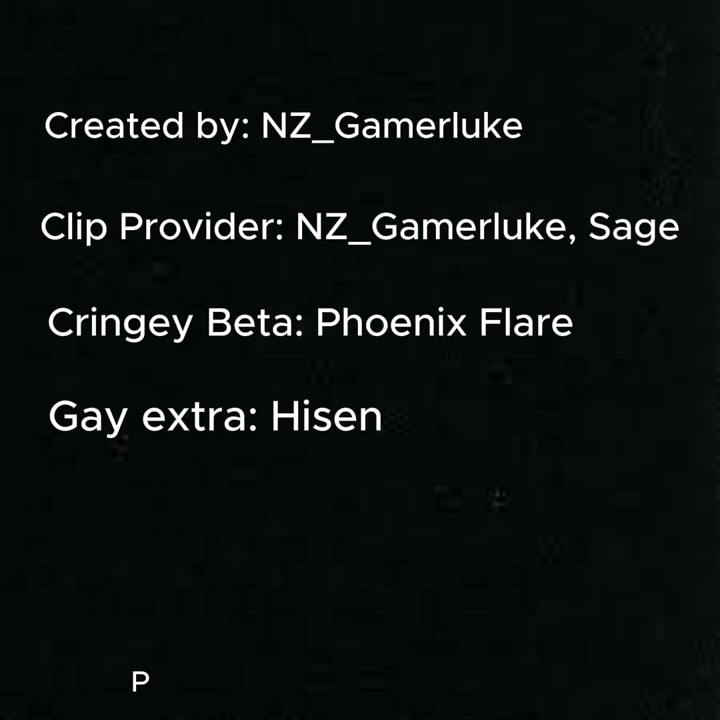 Created by: NZ_Gamerluke
Clip Provider: NZ_Gamerluke, Sage
Cringey Beta: Phoenix Flare
Gay extra: Hisen
P